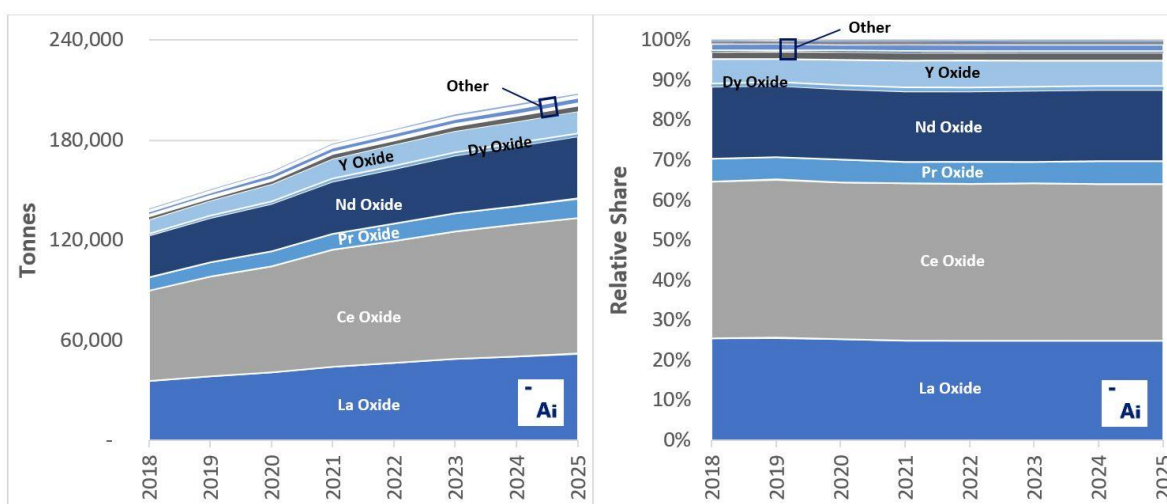 240,000
180,000
120,000
60,000
-
Tonnes
Other
Y Oxide
Dy Oxide
Nd Oxide
Pr Oxide
Ce Oxide
La Oxide
-
Ai
2018
2019
2020
2021
2022
2023
2024
2025
100%
90%
80%
70%
60%
50%
40%
30%
20%
10%
0%
Relative Share
Other
Y Oxide
Dy Oxide
Nd Oxide
Pr Oxide
Ce Oxide
La Oxide
-
Ai
2018
2019
2020
2021
2022
2023
2024
2025